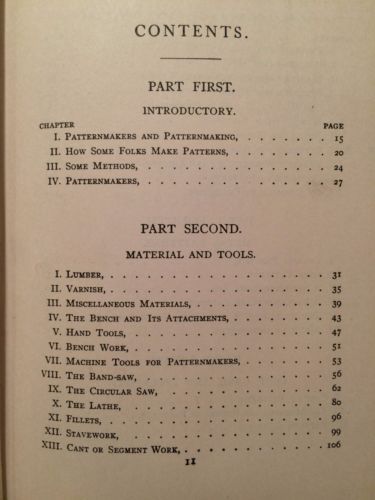 CONTENTS.
PART FIRST.
INTRODUCTORY.
CHAPTER PAGE
I. PATTERNMAKERS AND PATTERNMAKING, . . . . . . . 15
II. HOW SOME FOLKS MAKE PATTERNS, . . . . . . . . 20
III. SOME METHODS, . . . . . . . . . . . . . 24
IV. PATTERNMAKERS, . . . . . . . . . . . . . 27
PART SECOND.
MATERIAL AND TOOLS.
I. LUMBER, . . . . . . . . . . . . . . . 31
II. VARNISH, . . . . . . . . . . . . . . . 35
III. MISCELLANEOUS MATERIALS, . . . . . . . . . . 39
IV. THE BENCH AND ITS ATTACHMENTS, . . . . . . . . 43
V. HAND TOOLS, . . . . . . . . . . . . . . 47
VI. BENCH WORK, . . . . . . . . . . . . . . 51
VII. MACHINE TOOLS FOR PATTERNMAKERS, . . . . . . . 53
VIII. THE BAND-SAW, . . . . . . . . . . . . . 56
IX. THE CIRCULAR SAW, . . . . . . . . . . . . 62
X. THE LATHE, . . . . . . . . . . . . . . 80
XI. FILLETS, . . . . . . . . . . . . . . . 96
XII. STAVEWORK, . . . . . . . . . . . . . . 99
XIII. CANT OR SEGMENT WORK, . . . . . . . . . . 106
11